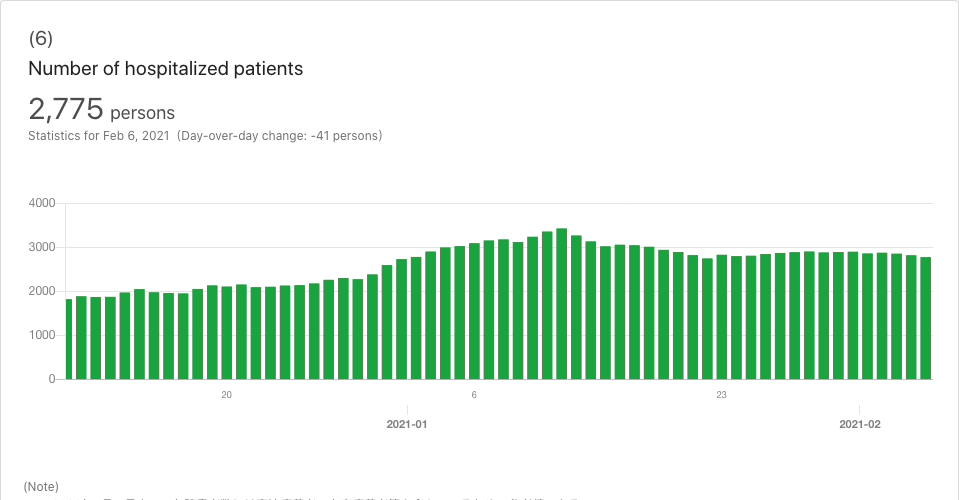 (6)
Number of hospitalized patients
2,775 persons
Statistics for Feb 6, 2021 (Day-over-day change: -41 persons)
4000
3000
2000
1000
0
20 6 23
2021-01 2021-02
(Note)